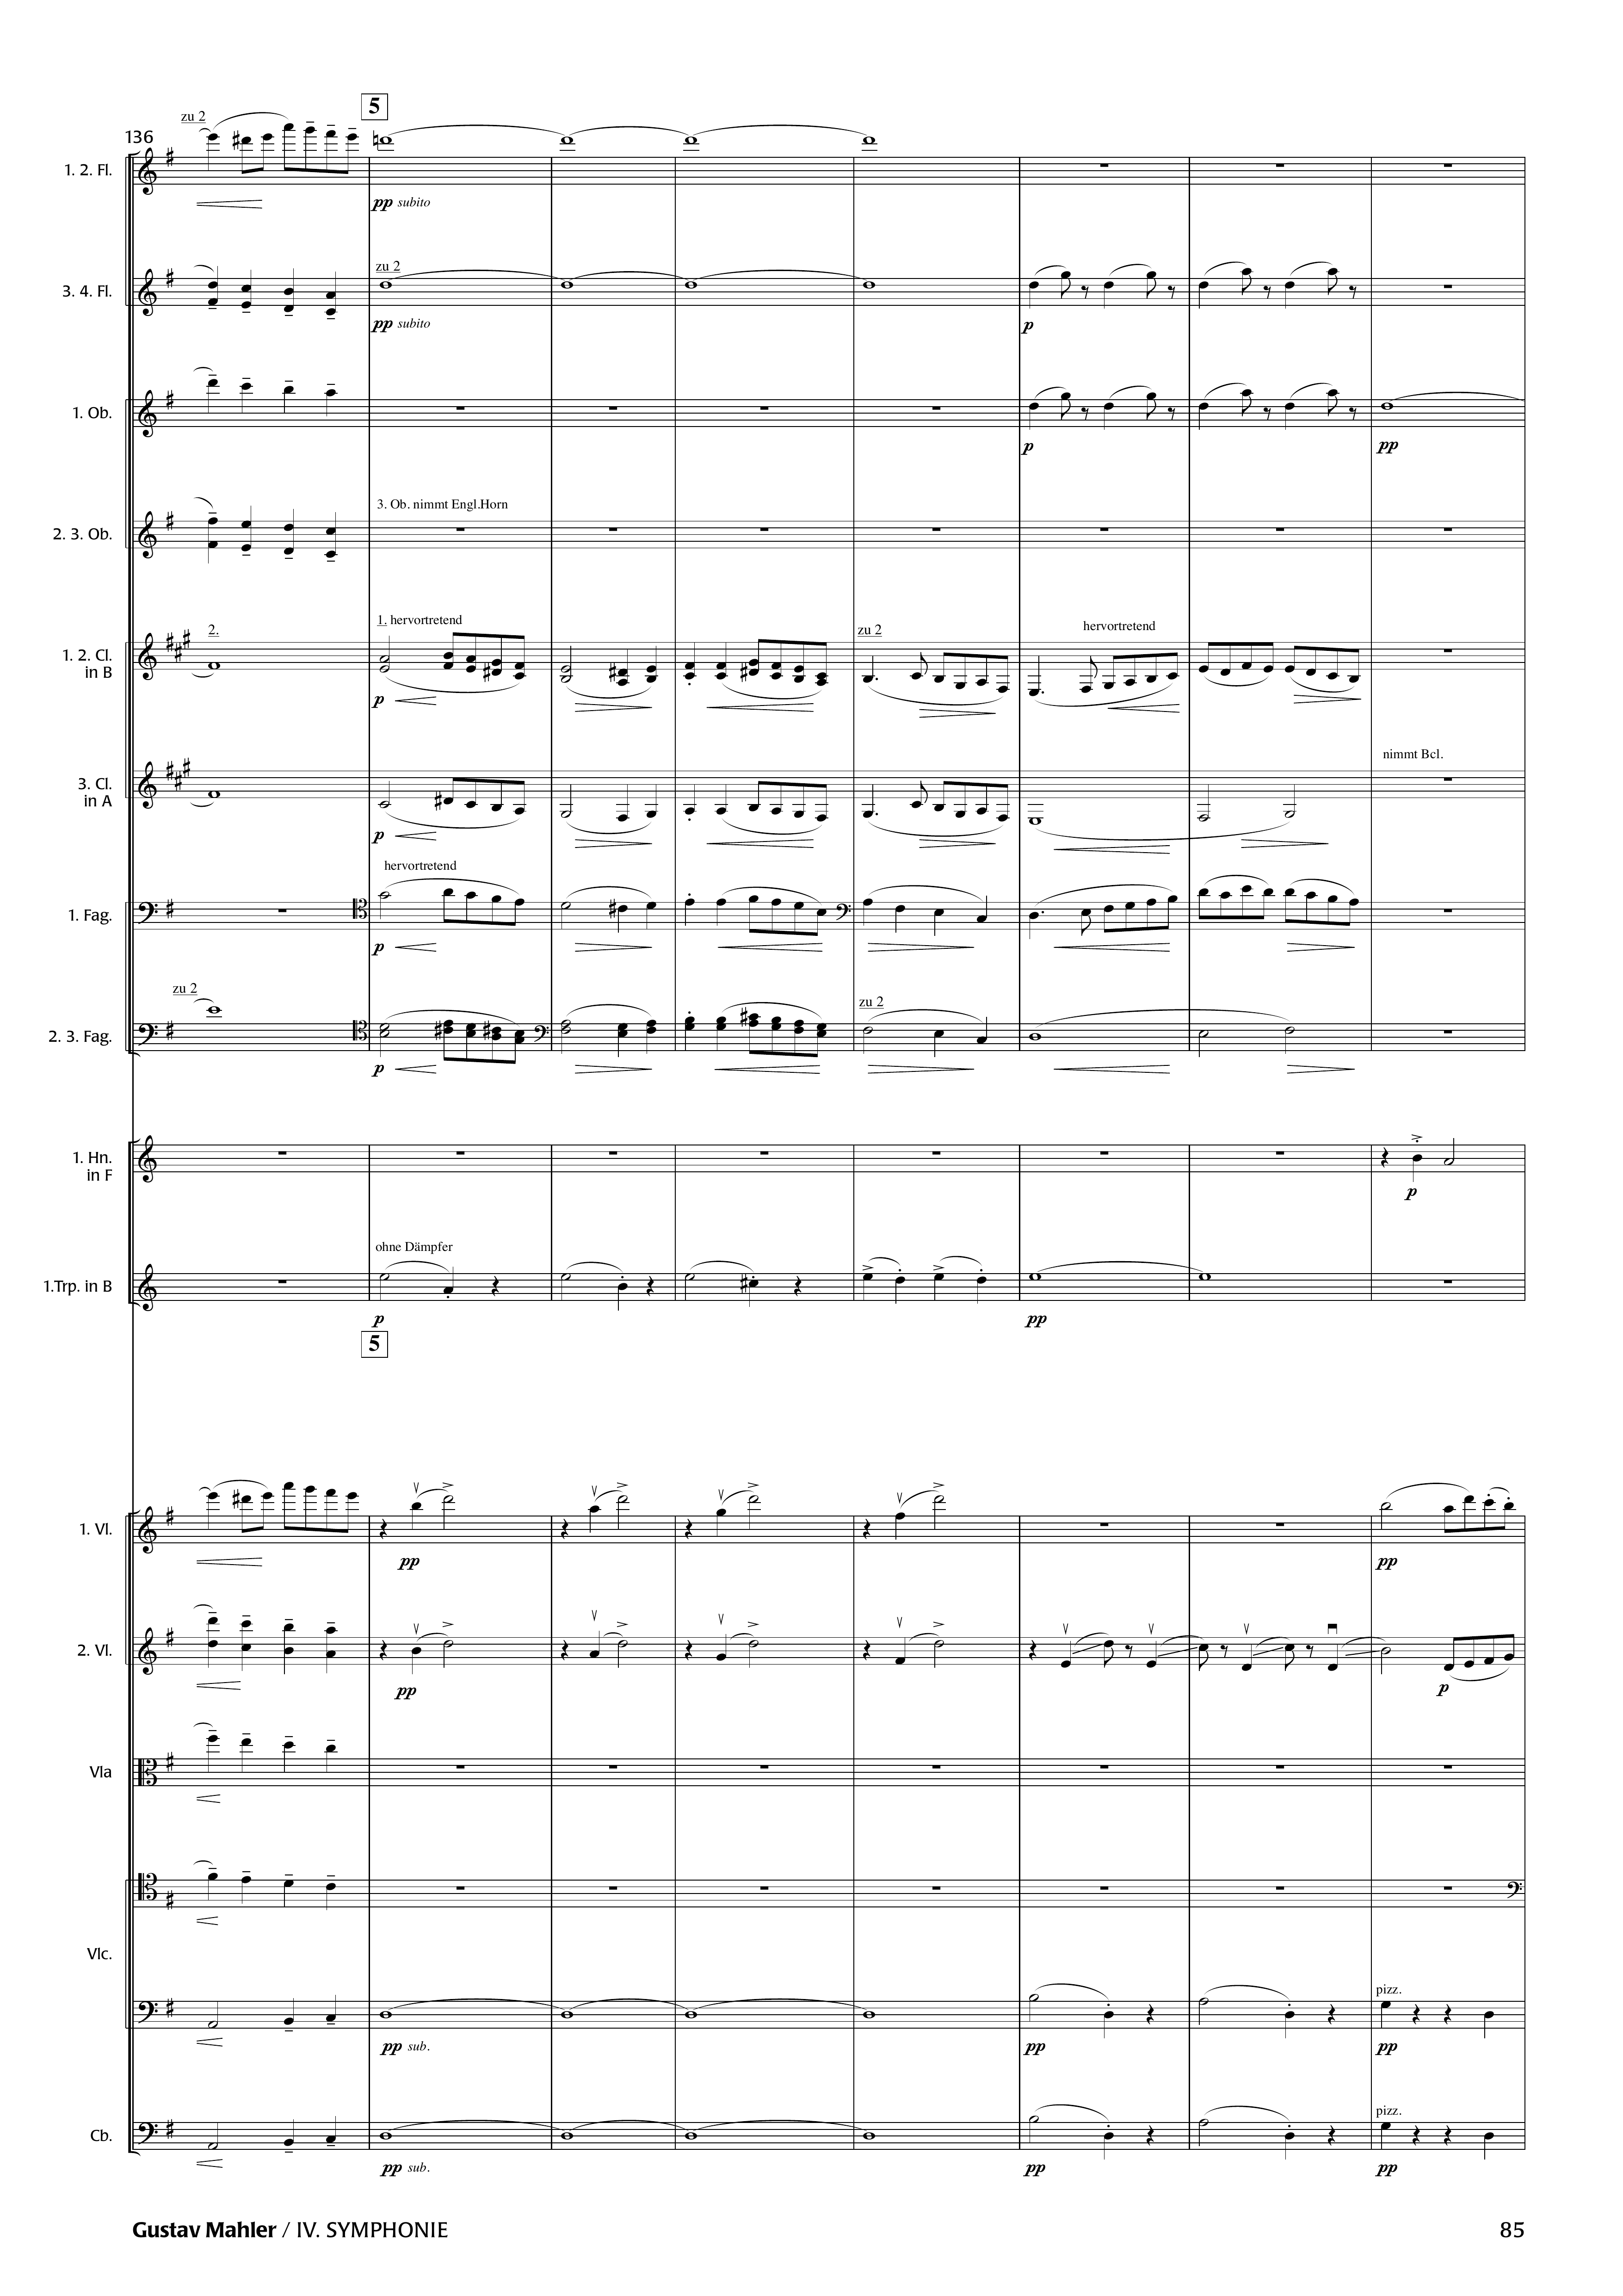 zu 2
5
136
1. 2. Fl.
pp subito
zu 2
3. 4. Fl.
pp subito
p
1. Ob.
p
pp
3. Ob. nimmt Engl.Horn
2. 3. Ob.
2.
1. hervortretend
zu 2
hervortretend
1. 2. Cl.
in B
p
nimmt Bcl.
3. Cl.
in A
p
hervortretend
1. Fag.
p
zu 2
zu 2
2. 3. Fag.
p
1. Hn.
in F
p
ohne Dämpfer
1.Trp. in B
p
pp
5
1. Vl.
pp
pp
2. Vl.
pp
p
Vla
Vlc.
pizz.
pp sub.
pp
pp
pizz.
Cb.
pp sub.
pp
pp
Gustav Mahler / IV. SYMPHONIE
85